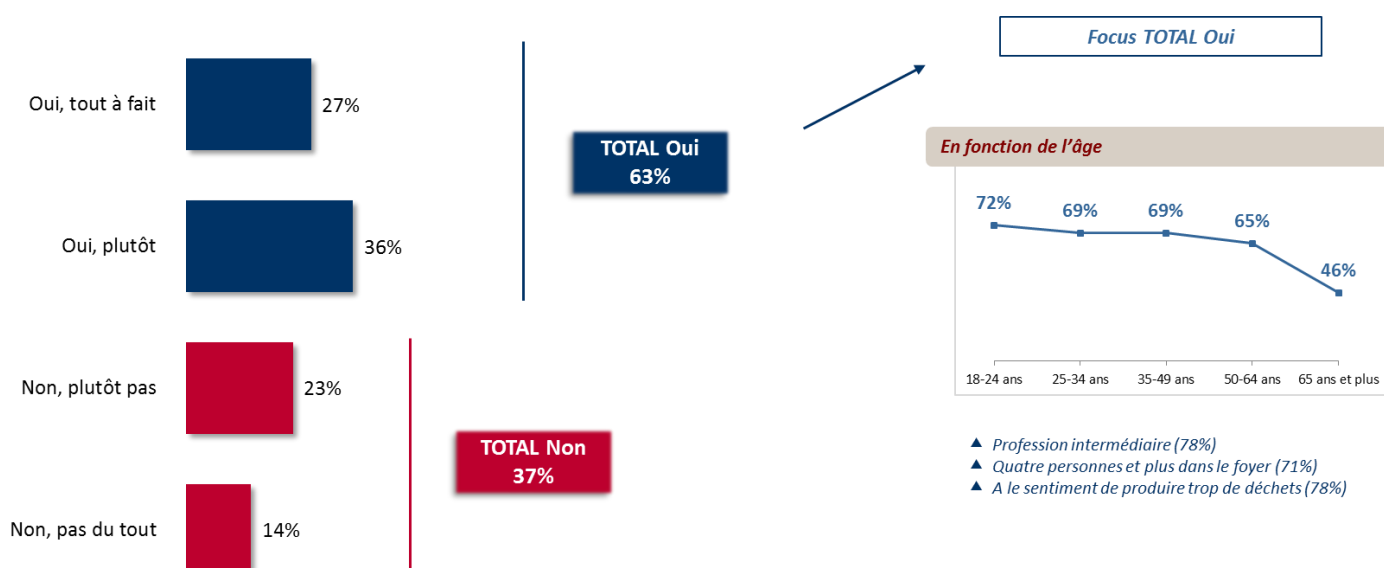 Oui, tout à fait
27%
Oui, plutôt
36%
Non, plutôt pas
23%
Non, pas du tout
14%
TOTAL Oui
63%
TOTAL Non
37%
Focus TOTAL Oui
En fonction de l’âge
72%
69%
69%
65%
46%
18-24 ans
25-34 ans
35-49 ans
50-64 ans
65 ans et plus
▲ Profession intermédiaire (78%)
▲ Quatre personnes et plus dans le foyer (71%)
▲ A le sentiment de produire trop de déchets (78%)